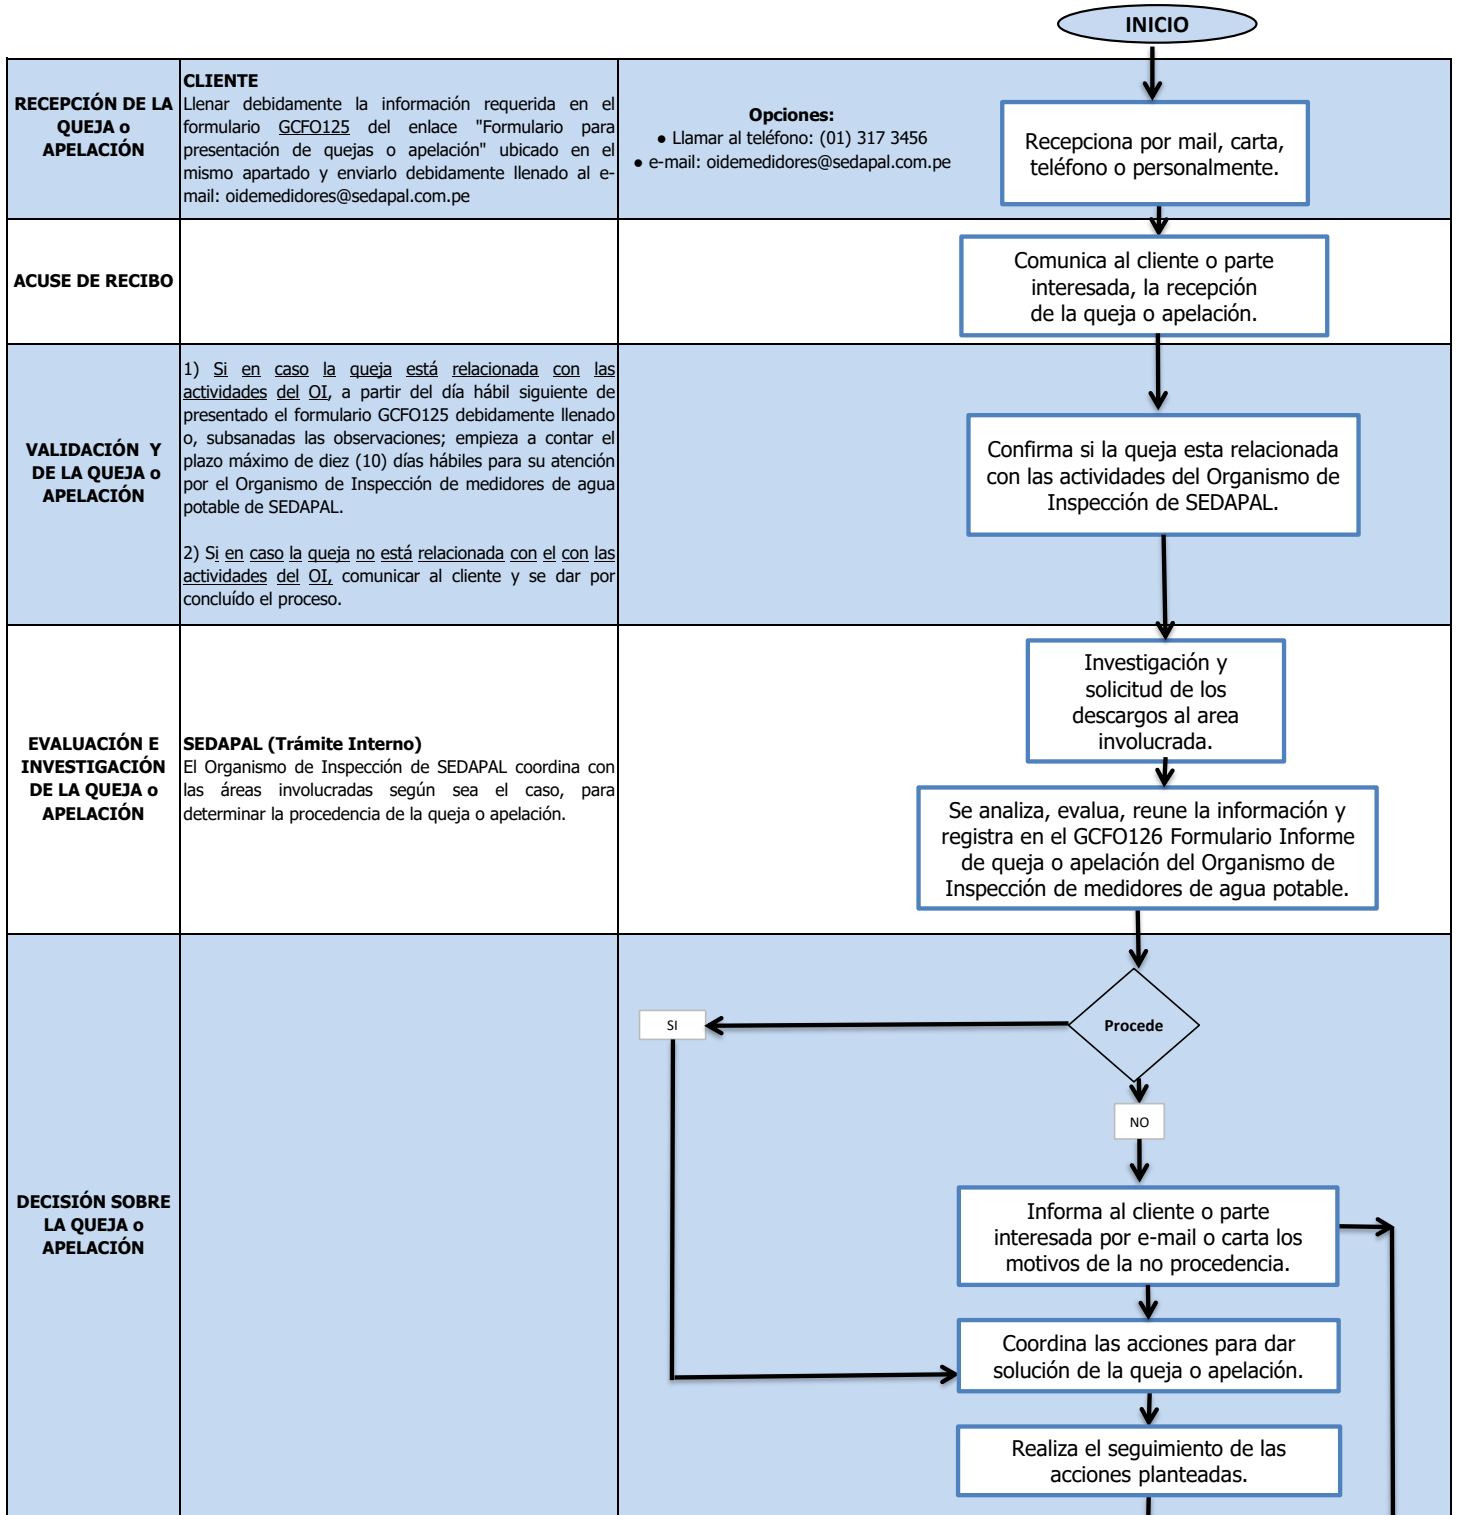 INICIO
RECEPCIÓN DE LA
QUEJA o
APELACIÓN
CLIENTE
Llenar debidamente la información requerida en el
formulario GCFO125 del enlace "Formulario para
presentación de quejas o apelación" ubicado en el
mismo apartado y enviarlo debidamente llenado al e-
mail: oidemedidores@sedapal.com.pe
Opciones:
● Llamar al teléfono: (01) 317 3456
● e-mail: oidemedidores@sedapal.com.pe
Recepciona por mail, carta,
teléfono o personalmente.
ACUSE DE RECIBO
Comunica al cliente o parte
interesada, la recepción
de la queja o apelación.
VALIDACIÓN Y
DE LA QUEJA o
APELACIÓN
1) Si en caso la queja está relacionada con las
actividades del OI, a partir del día hábil siguiente de
presentado el formulario GCFO125 debidamente llenado
o, subsanadas las observaciones; empieza a contar el
plazo máximo de diez (10) días hábiles para su atención
por el Organismo de Inspección de medidores de agua
potable de SEDAPAL.
2) Si en caso la queja no está relacionada con el con las
actividades del OI, comunicar al cliente y se dar por
concluído el proceso.
Confirma si la queja esta relacionada
con las actividades del Organismo de
Inspección de SEDAPAL.
EVALUACIÓN E
INVESTIGACIÓN
DE LA QUEJA o
APELACIÓN
SEDAPAL (Trámite Interno)
El Organismo de Inspección de SEDAPAL coordina con
las áreas involucradas según sea el caso, para
determinar la procedencia de la queja o apelación.
Investigación y
solicitud de los
descargos al area
involucrada.
Se analiza, evalua, reune la información y
registra en el GCFO126 Formulario Informe
de queja o apelación del Organismo de
Inspección de medidores de agua potable.
DECISIÓN SOBRE
LA QUEJA o
APELACIÓN
Procede
SI
NO
Informa al cliente o parte
interesada por e-mail o carta los
motivos de la no procedencia.
Coordina las acciones para dar
solución de la queja o apelación.
Realiza el seguimiento de las
acciones planteadas.